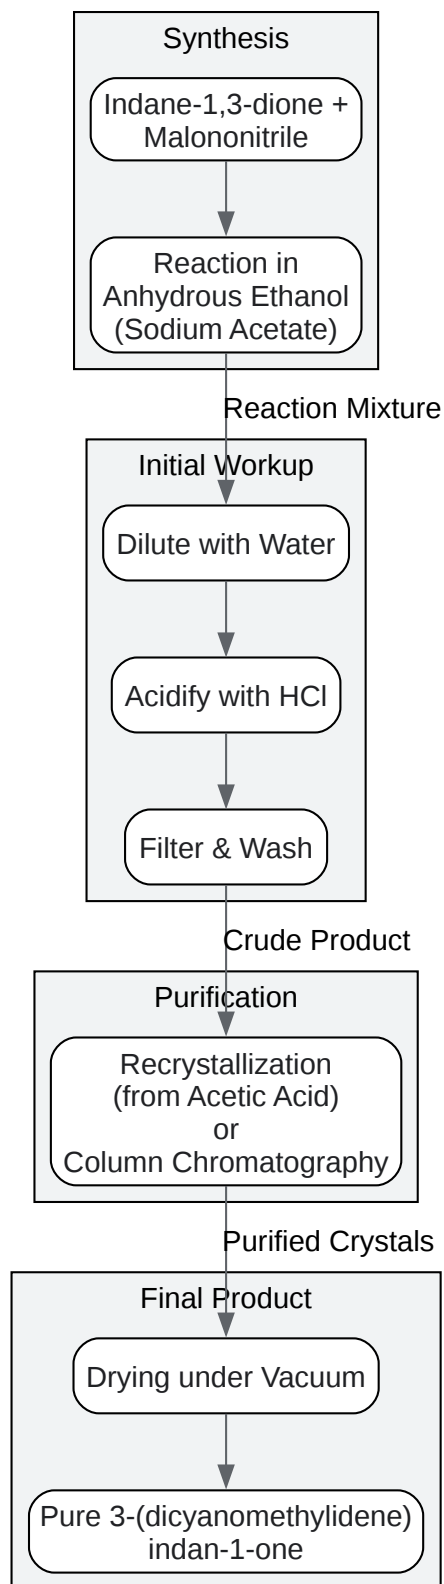 Synthesis
Indane-1,3-dione +
Malononitrile
Reaction in
Anhydrous Ethanol
(Sodium Acetate)
Reaction Mixture
Initial Workup
Dilute with Water
Acidify with HCl
Filter & Wash
Crude Product
Purification
Recrystallization
(from Acetic Acid)
or
Column Chromatography
Purified Crystals
Final Product
Drying under Vacuum
Pure 3-(dicyanomethylidene)
indan-1-one